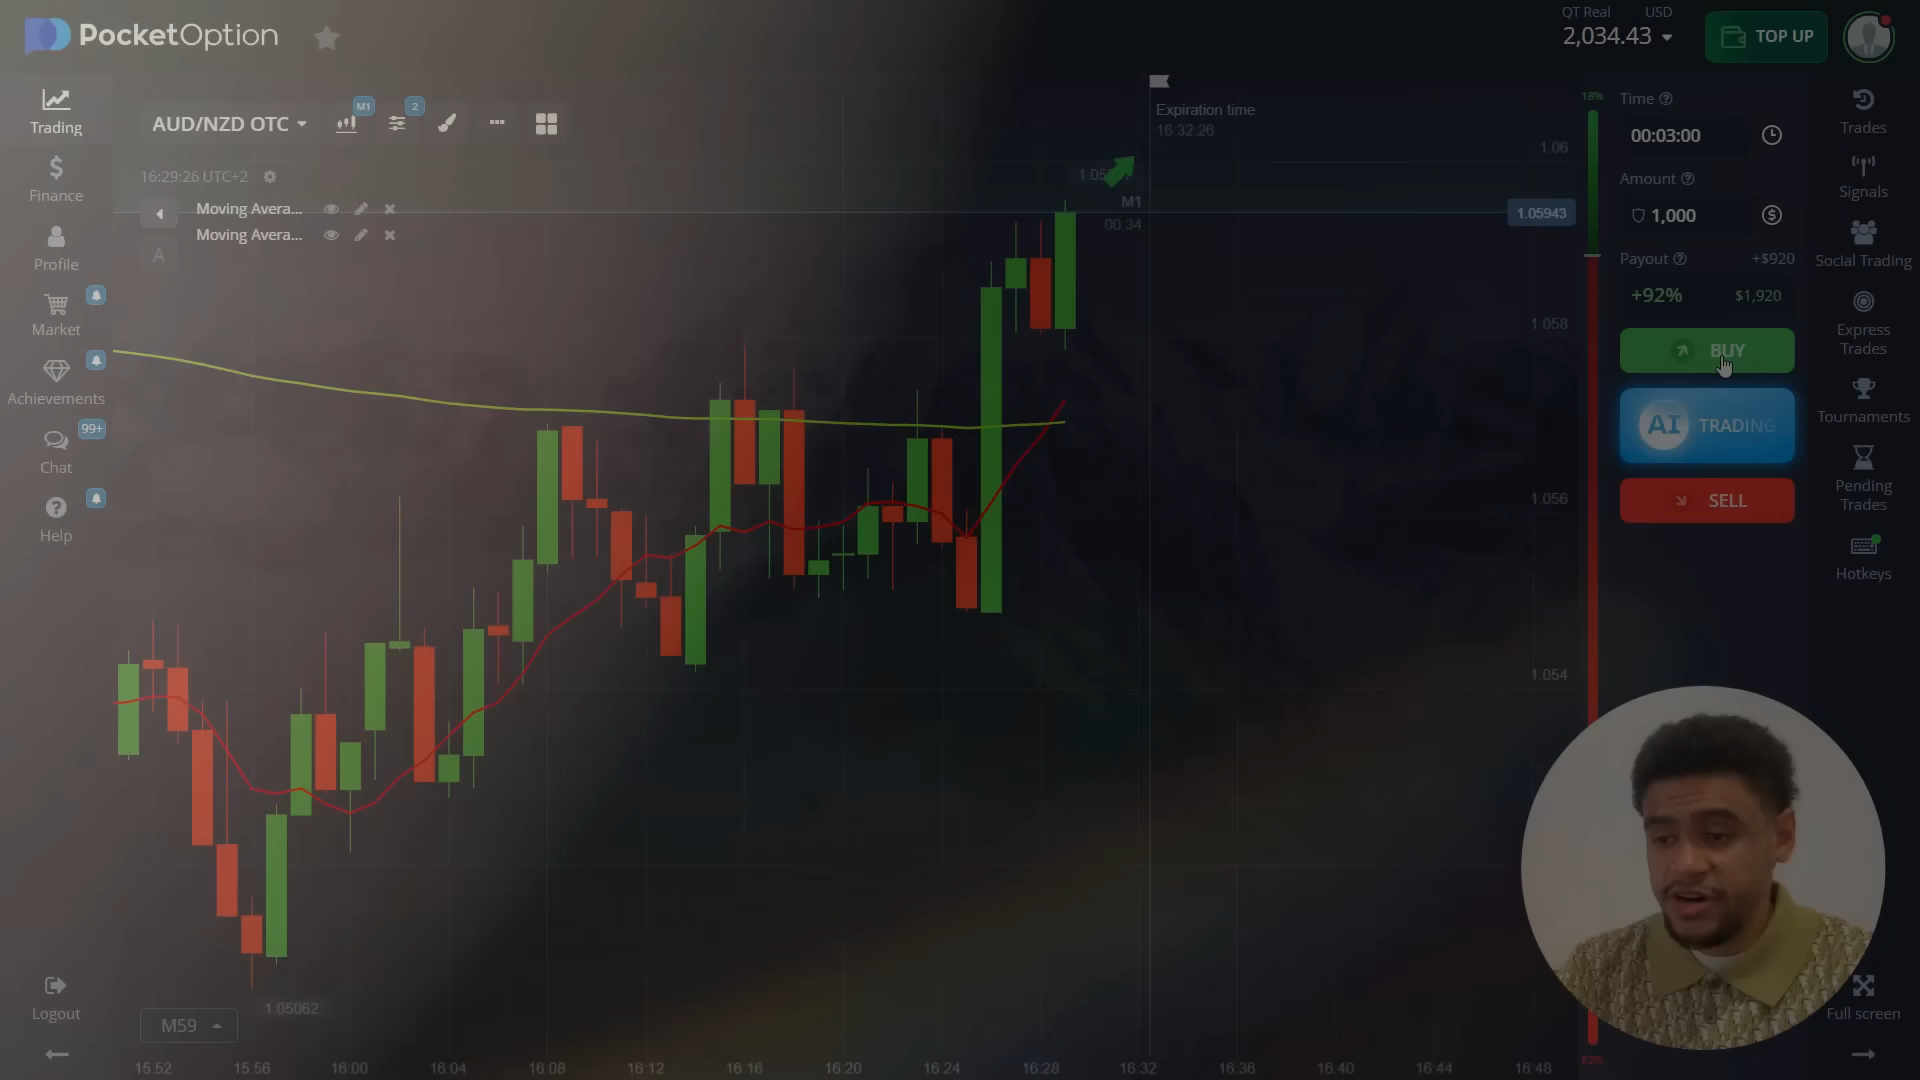 PocketOption
QT Real USD
2,034.43
TOP UP
Trading
Finance
Profile
Market
Achievements
99+
Chat
Help
Logout
AUD/NZD OTC
M1
2
16:29:26 UTC+2
Moving Avera...
Moving Avera...
A
Expiration time
16:32:26
M1
00:34
1.06
1.05943
1.058
1.056
1.054
1.05062
M59
15:52 15:56 16:00 16:04 16:08 16:12 16:16 16:20 16:24 16:28 16:32 16:36 16:40 16:44 16:48
18%
82%
Time
00:03:00
Amount
1,000
Payout +$920
+92% $1,920
BUY
AI TRADING
SELL
Trades
Signals
Social Trading
Express
Trades
Tournaments
Pending
Trades
Hotkeys
Full screen